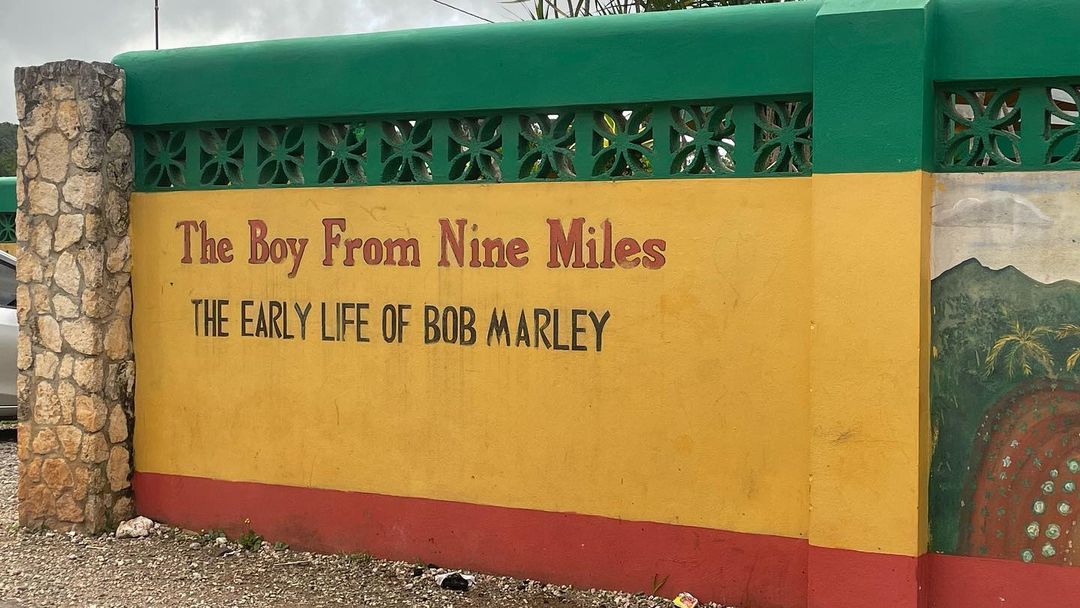 The Boy From Nine Miles
THE EARLY LIFE OF BOB MARLEY